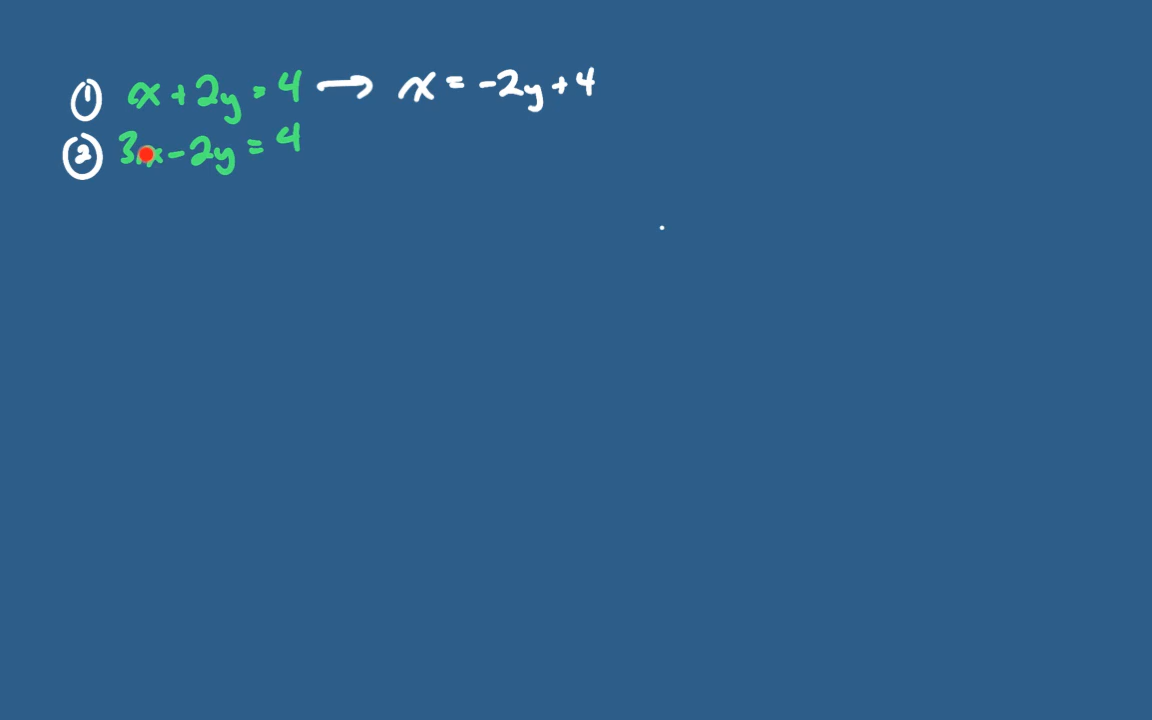 ① x + 2y = 4 → x = -2y + 4
② 3x - 2y = 4